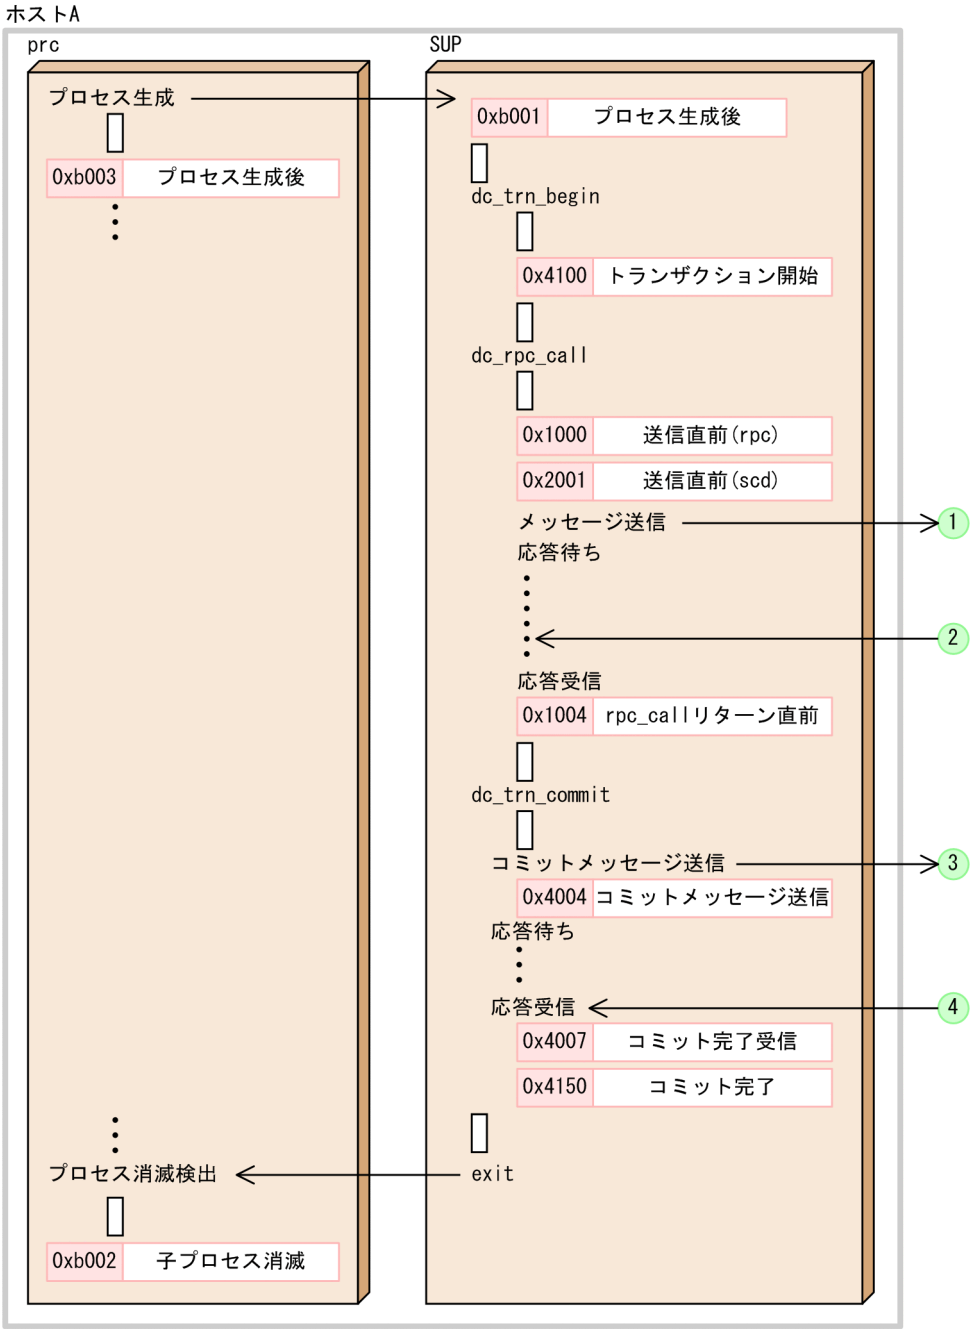 ホストA
prc
プロセス生成
0xb003 プロセス生成後
プロセス消滅検出
0xb002 子プロセス消滅
SUP
0xb001 プロセス生成後
dc_trn_begin
0x4100 トランザクション開始
dc_rpc_call
0x1000 送信直前(rpc)
0x2001 送信直前(scd)
メッセージ送信 1
応答待ち
2
応答受信
0x1004 rpc_callリターン直前
dc_trn_commit
コミットメッセージ送信 3
0x4004 コミットメッセージ送信
応答待ち
応答受信 4
0x4007 コミット完了受信
0x4150 コミット完了
exit